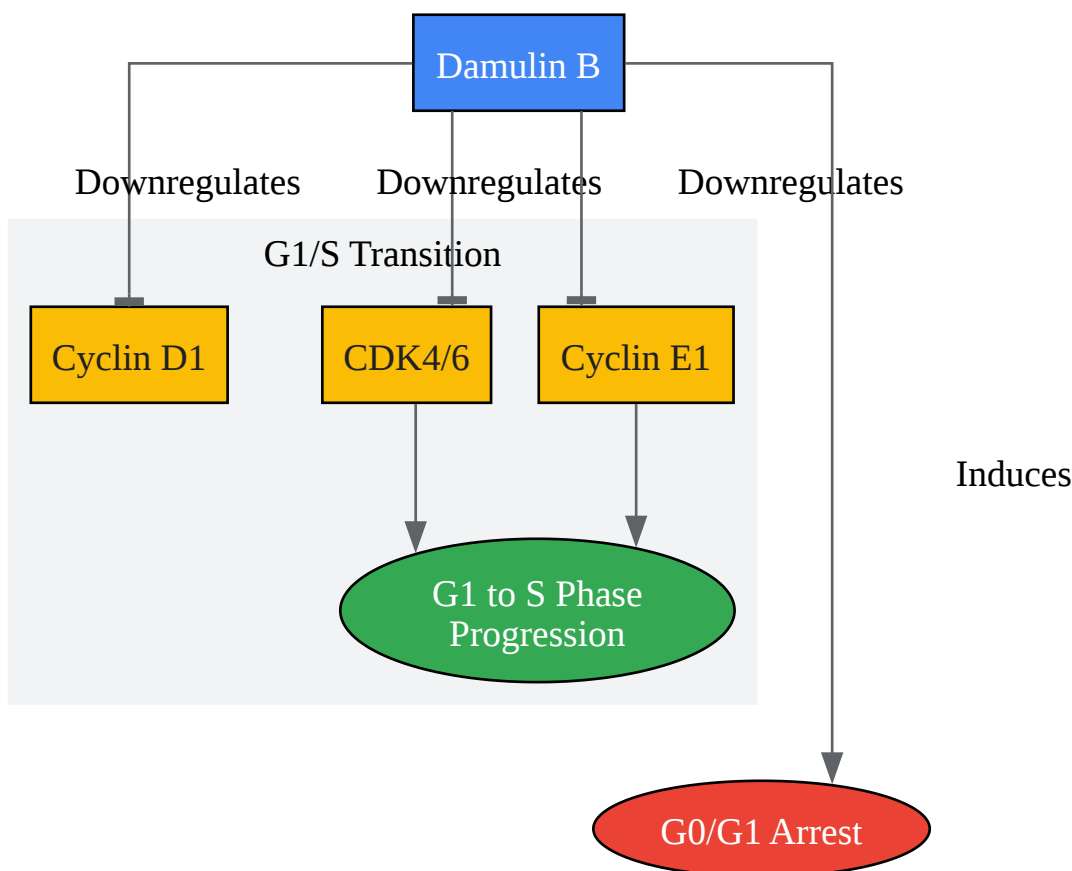 Damulin B
Downregulates
Downregulates
Downregulates
G1/S Transition
Cyclin D1
CDK4/6
Cyclin E1
Induces
G1 to S Phase
Progression
G0/G1 Arrest